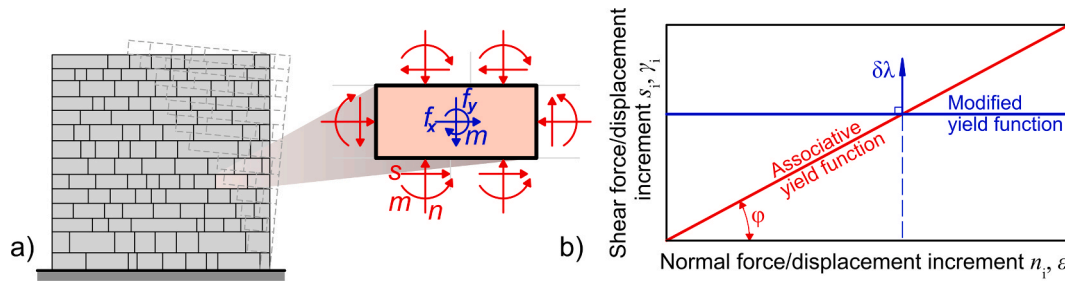 a)
f_y
f_x
m
s
m n
b)
Shear force/displacement
increment s_i, γ_i
δλ
Modified
yield function
Associative
yield function
φ
Normal force/displacement increment n_i, ε